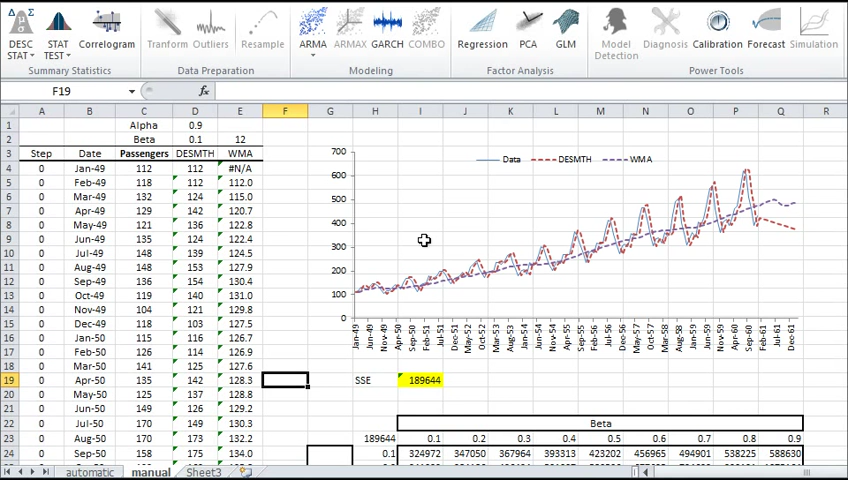 DESC STAT
STAT TEST
Correlogram
Tranform
Outliers
Resample
ARMA
ARMAX
GARCH
COMBO
Regression
PCA
GLM
Model Detection
Diagnosis
Calibration
Forecast
Simulation
Summary Statistics
Data Preparation
Modeling
Factor Analysis
Power Tools
F19
fx
A B C D E F G H I J K L M N O P Q R
1 Alpha 0.9
2 Beta 0.1 12
3 Step Date Passengers DESMTH WMA
4 0 Jan-49 112 112 #N/A
5 0 Feb-49 118 112 112.0
6 0 Mar-49 132 124 115.0
7 0 Apr-49 129 142 120.7
8 0 May-49 121 136 122.8
9 0 Jun-49 135 124 122.4
10 0 Jul-49 148 139 124.5
11 0 Aug-49 148 153 127.9
12 0 Sep-49 136 154 130.4
13 0 Oct-49 119 140 131.0
14 0 Nov-49 104 121 129.8
15 0 Dec-49 118 103 127.5
16 0 Jan-50 115 116 126.7
17 0 Feb-50 126 114 126.9
18 0 Mar-50 141 125 127.6
19 0 Apr-50 135 142 128.3
20 0 May-50 125 137 128.8
21 0 Jun-50 149 126 129.2
22 0 Jul-50 170 149 130.3
23 0 Aug-50 170 173 132.2
24 0 Sep-50 158 175 134.0
Data DESMTH WMA
700
600
500
400
300
200
100
0
Jan-49 Jun-49 Nov-49 Apr-50 Sep-50 Feb-51 Jul-51 Dec-51 May-52 Oct-52 Mar-53 Aug-53 Jan-54 Jun-54 Nov-54 Apr-55 Sep-55 Feb-56 Jul-56 Dec-56 May-57 Oct-57 Mar-58 Aug-58 Jan-59 Jun-59 Nov-59 Apr-60 Sep-60 Feb-61 Jul-61 Dec-61
SSE 189644
Beta
189644 0.1 0.2 0.3 0.4 0.5 0.6 0.7 0.8 0.9
0.1 324972 347050 367964 393313 423202 456965 494901 538225 588630
automatic manual Sheet3